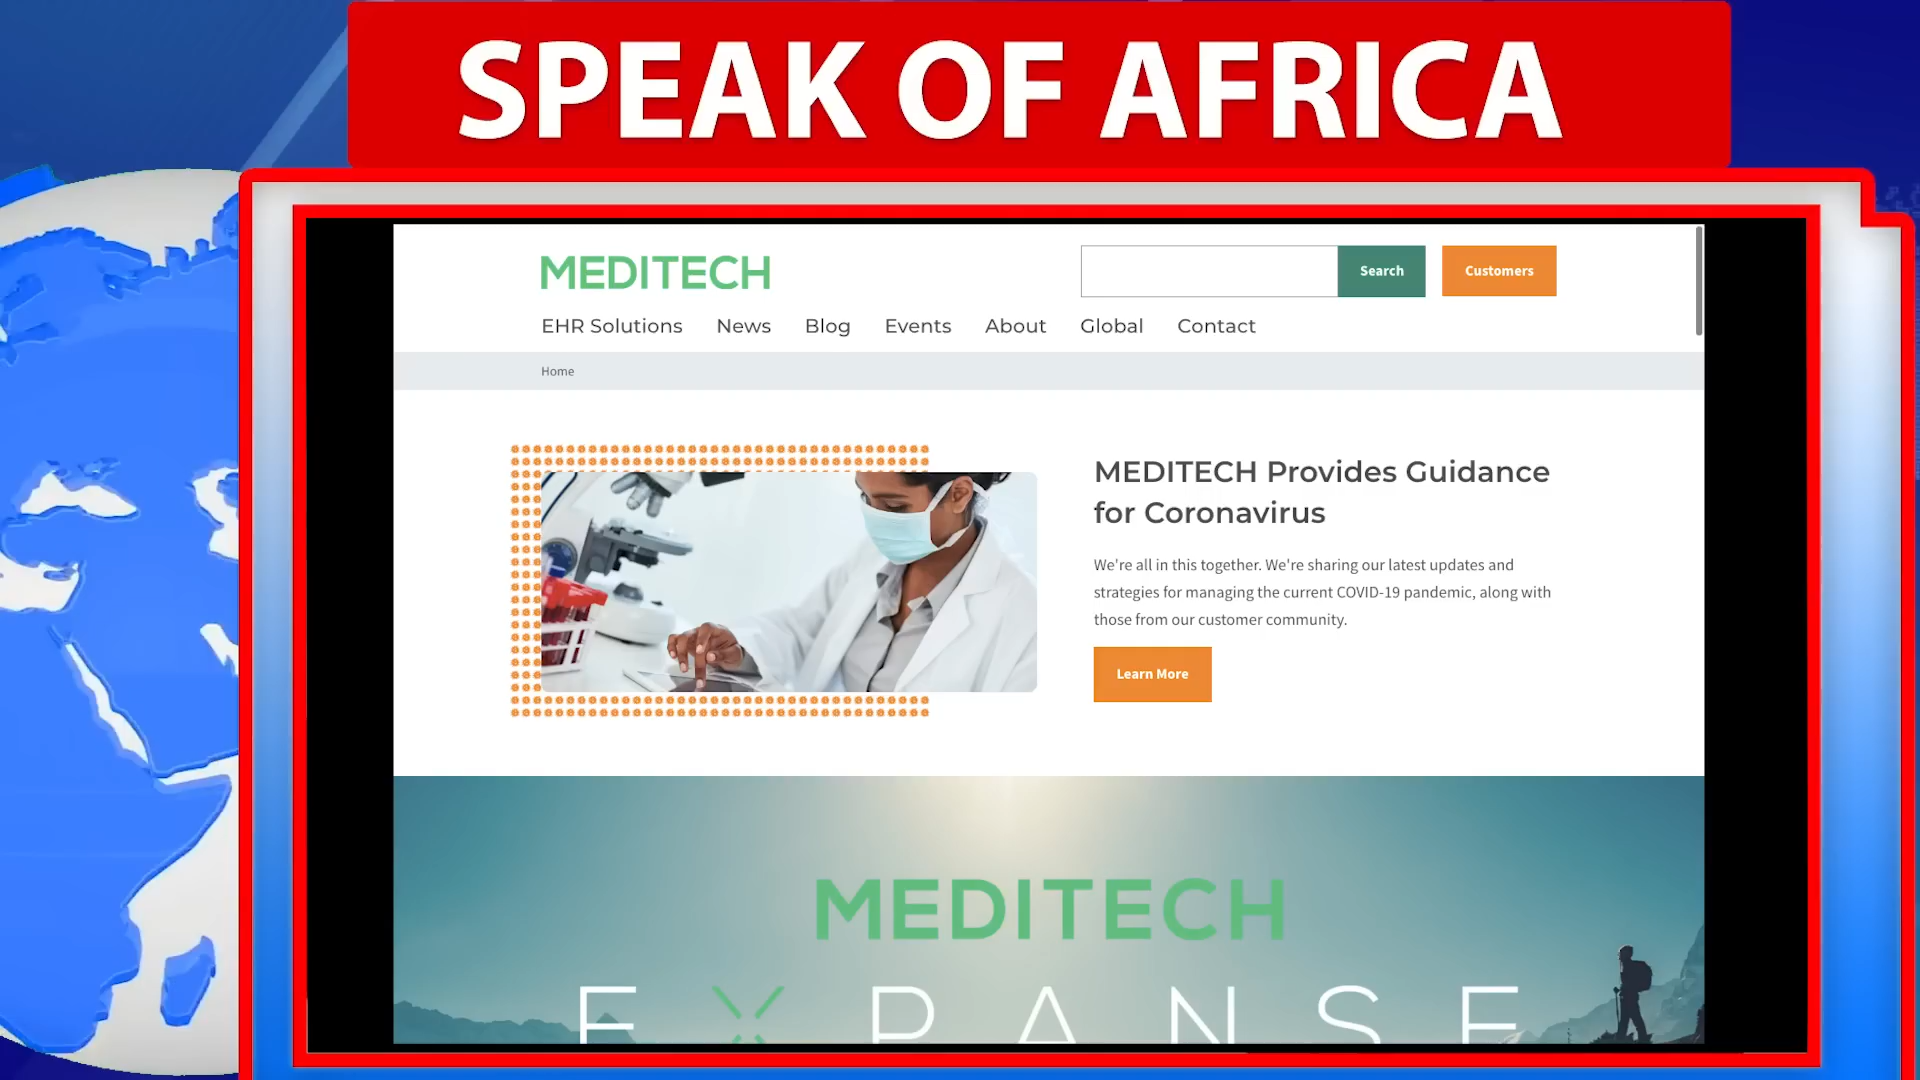 SPEAK OF AFRICA
MEDITECH
Search
Customers
EHR Solutions News Blog Events About Global Contact
Home
MEDITECH Provides Guidance
for Coronavirus
We're all in this together. We're sharing our latest updates and
strategies for managing the current COVID-19 pandemic, along with
those from our customer community.
Learn More
MEDITECH
EXPANSE